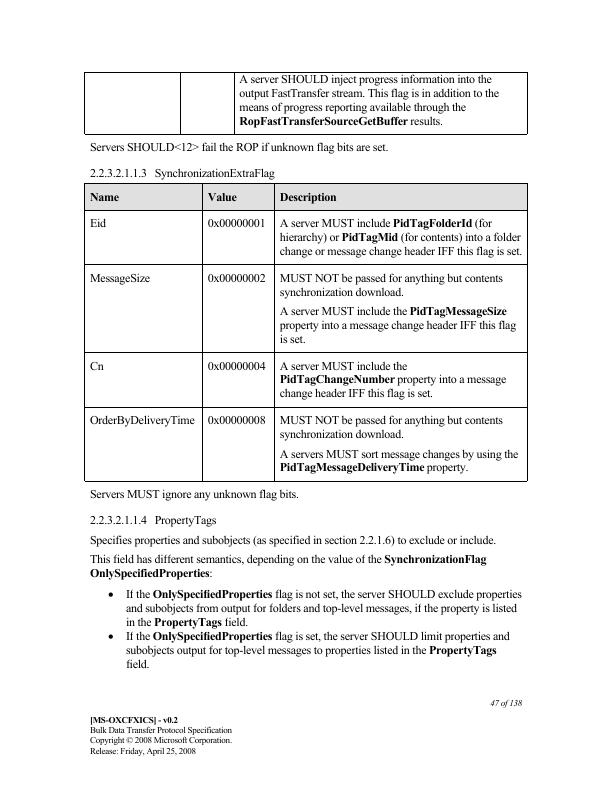 A server SHOULD inject progress information into the
output FastTransfer stream. This flag is in addition to the
means of progress reporting available through the
RopFastTransferSourceGetBuffer results.
Servers SHOULD<12> fail the ROP if unknown flag bits are set.
2.2.3.2.1.1.3 SynchronizationExtraFlag
Name Value Description
Eid 0x00000001 A server MUST include PidTagFolderId (for
hierarchy) or PidTagMid (for contents) into a folder
change or message change header IFF this flag is set.
MessageSize 0x00000002 MUST NOT be passed for anything but contents
synchronization download.
A server MUST include the PidTagMessageSize
property into a message change header IFF this flag
is set.
Cn 0x00000004 A server MUST include the
PidTagChangeNumber property into a message
change header IFF this flag is set.
OrderByDeliveryTime 0x00000008 MUST NOT be passed for anything but contents
synchronization download.
A servers MUST sort message changes by using the
PidTagMessageDeliveryTime property.
Servers MUST ignore any unknown flag bits.
2.2.3.2.1.1.4 PropertyTags
Specifies properties and subobjects (as specified in section 2.2.1.6) to exclude or include.
This field has different semantics, depending on the value of the SynchronizationFlag
OnlySpecifiedProperties:
• If the OnlySpecifiedProperties flag is not set, the server SHOULD exclude properties
and subobjects from output for folders and top-level messages, if the property is listed
in the PropertyTags field.
• If the OnlySpecifiedProperties flag is set, the server SHOULD limit properties and
subobjects output for top-level messages to properties listed in the PropertyTags
field.
47 of 138
[MS-OXCFXICS] - v0.2
Bulk Data Transfer Protocol Specification
Copyright © 2008 Microsoft Corporation.
Release: Friday, April 25, 2008